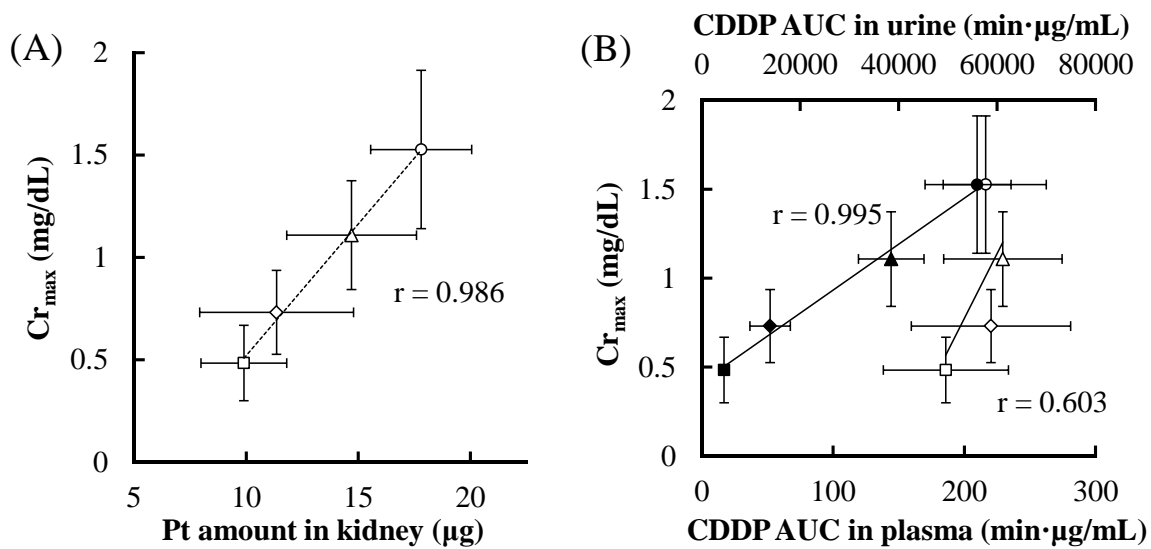 (A)
2
1.5
1
0.5
0
Cr_max (mg/dL)
r = 0.986
5 10 15 20
Pt amount in kidney (μg)
(B)
CDDP AUC in urine (min·μg/mL)
0 20000 40000 60000 80000
2
1.5
1
0.5
0
Cr_max (mg/dL)
r = 0.995
r = 0.603
0 100 200 300
CDDP AUC in plasma (min·μg/mL)